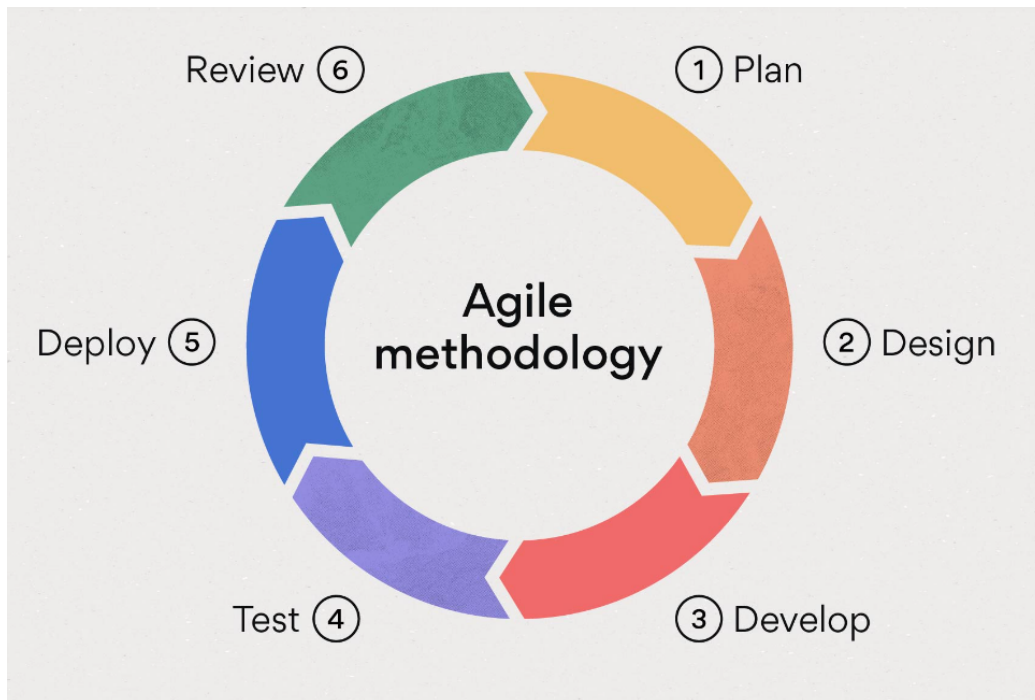 Agile
methodology
1 Plan
2 Design
3 Develop
4 Test
5 Deploy
6 Review